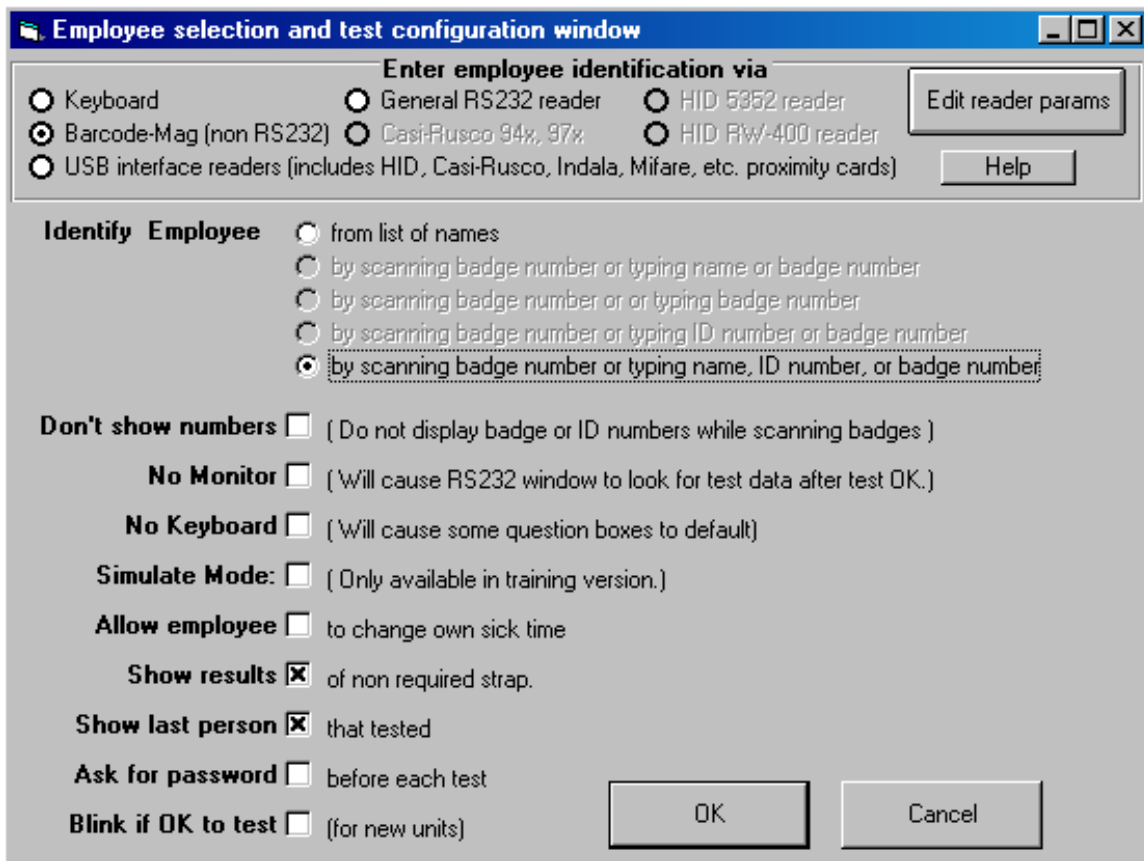 Employee selection and test configuration window
Enter employee identification via
Keyboard General RS232 reader HID 5352 reader Edit reader params
Barcode-Mag (non RS232) Casi-Rusco 94x, 97x HID RW-400 reader
USB interface readers (includes HID, Casi-Rusco, Indala, Mifare, etc. proximity cards) Help
Identify Employee from list of names
by scanning badge number or typing name or badge number
by scanning badge number or or typing badge number
by scanning badge number or typing ID number or badge number
by scanning badge number or typing name, ID number, or badge number
Don't show numbers ( Do not display badge or ID numbers while scanning badges )
No Monitor ( Will cause RS232 window to look for test data after test OK.)
No Keyboard ( Will cause some question boxes to default)
Simulate Mode: ( Only available in training version.)
Allow employee to change own sick time
Show results of non required strap.
Show last person that tested
Ask for password before each test
Blink if OK to test (for new units)
OK Cancel